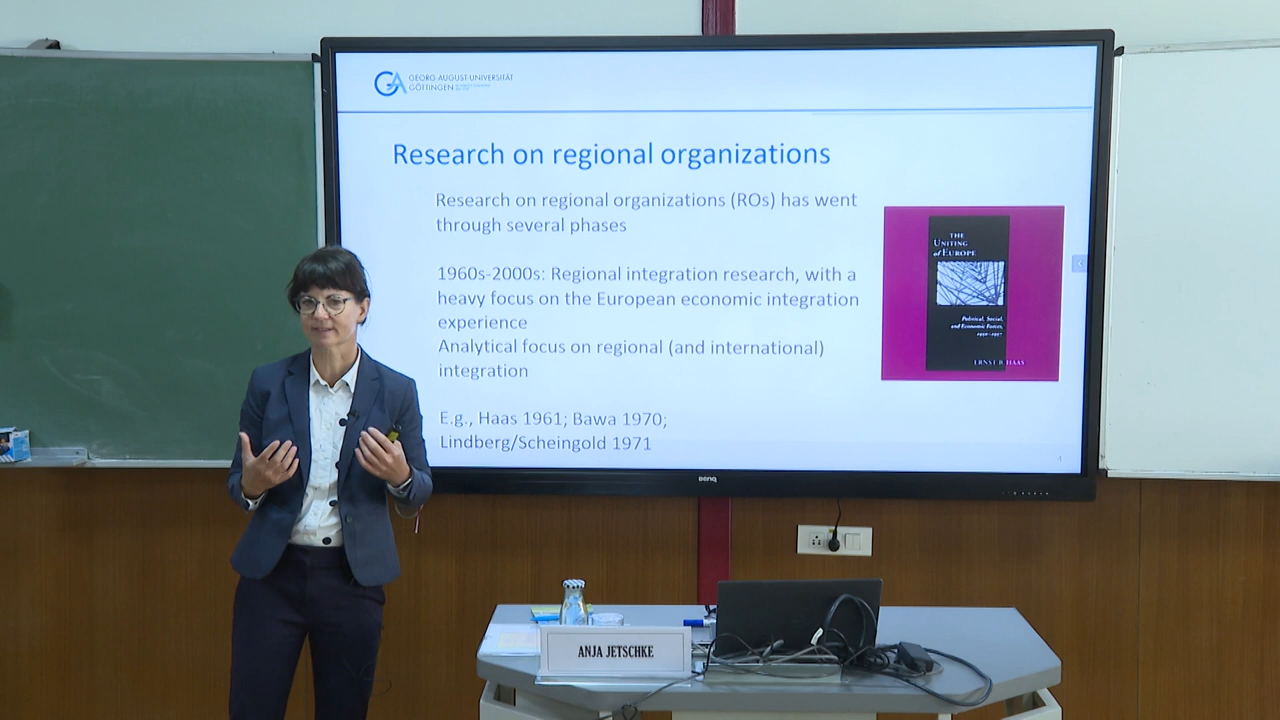 GEORG-AUGUST-UNIVERSITÄT
GÖTTINGEN
Research on regional organizations
Research on regional organizations (ROs) has went
through several phases
1960s-2000s: Regional integration research, with a
heavy focus on the European economic integration
experience
Analytical focus on regional (and international)
integration
E.g., Haas 1961; Bawa 1970;
Lindberg/Scheingold 1971
THE
UNITING
of EUROPE
Political, Social,
and Economic Forces,
1950-1957
ERNST B. HAAS
4
BenQ
ANJA JETSCHKE